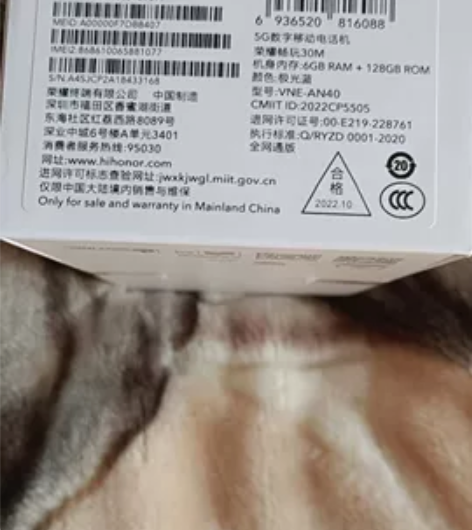 MEID:A00000F7D88407
IMEI2:868610065881077
S/N:A4SJCP2A18433168
荣耀终端有限公司 中国制造
深圳市福田区香蜜湖街道
东海社区红荔西路8089号
深业中城6号楼A单元3401
消费者服务热线:95030
网址:www.hihonor.com
进网许可标志查验网址:jwxkjwgl.miit.gov.cn
仅限中国大陆境内销售与维保
Only for sale and warranty in Mainland China
6 936520 816088
5G数字移动电话机
荣耀畅玩30M
机身内存:6GB RAM + 128GB ROM
颜色:极光蓝
型号:VNE-AN40
CMIIT ID:2022CP5505
进网许可证号:00-E219-228761
执行标准:Q/RYZD 0001-2020
全网通版
合格
2022.10
20
CCC